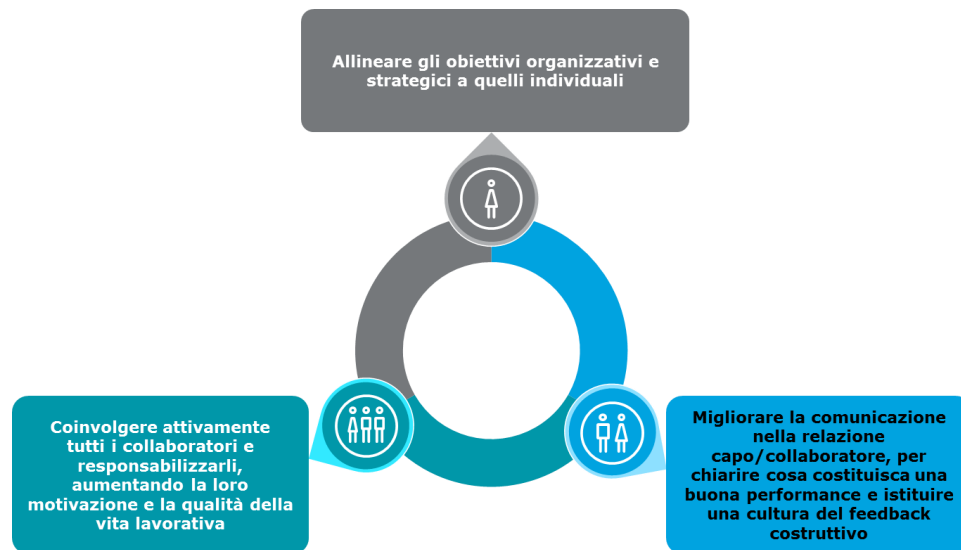 Allineare gli obiettivi organizzativi e
strategici a quelli individuali
Coinvolgere attivamente
tutti i collaboratori e
responsabilizzarli,
aumentando la loro
motivazione e la qualità della
vita lavorativa
Migliorare la comunicazione
nella relazione
capo/collaboratore, per
chiarire cosa costituisca una
buona performance e istituire
una cultura del feedback
costruttivo